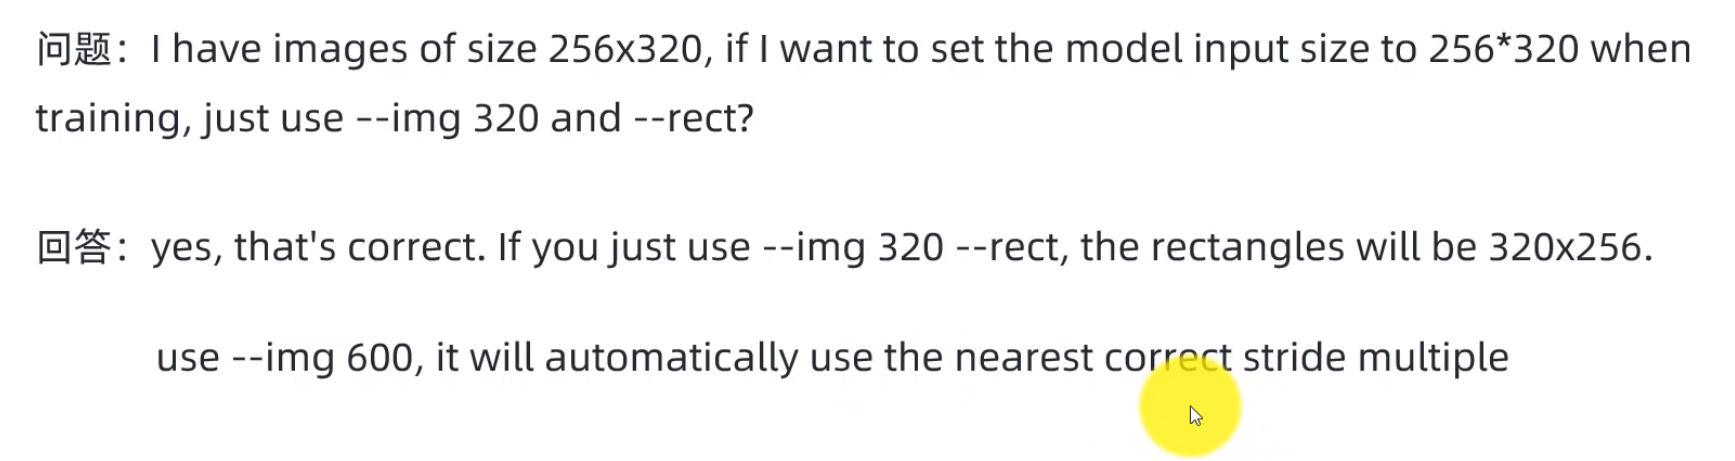 问题：I have images of size 256x320, if I want to set the model input size to 256*320 when
training, just use --img 320 and --rect?
回答：yes, that's correct. If you just use --img 320 --rect, the rectangles will be 320x256.
use --img 600, it will automatically use the nearest correct stride multiple